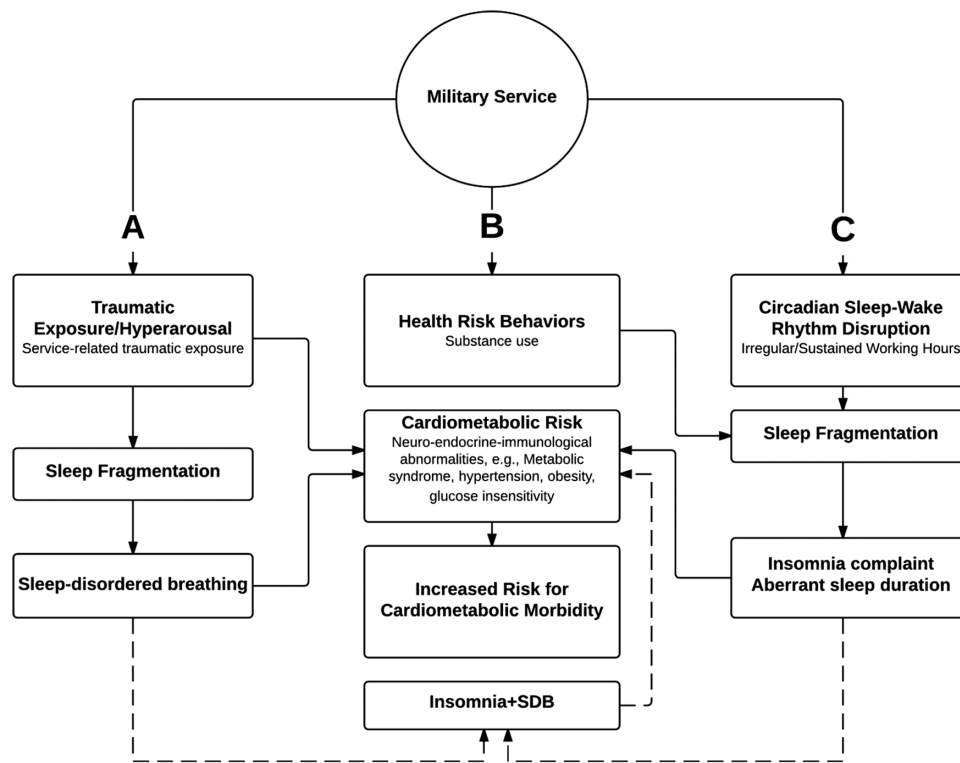 Military Service
A
B
C
Traumatic
Exposure/Hyperarousal
Service-related traumatic exposure
Health Risk Behaviors
Substance use
Circadian Sleep-Wake
Rhythm Disruption
Irregular/Sustained Working Hours
Cardiometabolic Risk
Neuro-endocrine-immunological
abnormalities, e.g., Metabolic
syndrome, hypertension, obesity,
glucose insensitivity
Sleep Fragmentation
Sleep Fragmentation
Sleep-disordered breathing
Increased Risk for
Cardiometabolic Morbidity
Insomnia complaint
Aberrant sleep duration
Insomnia+SDB